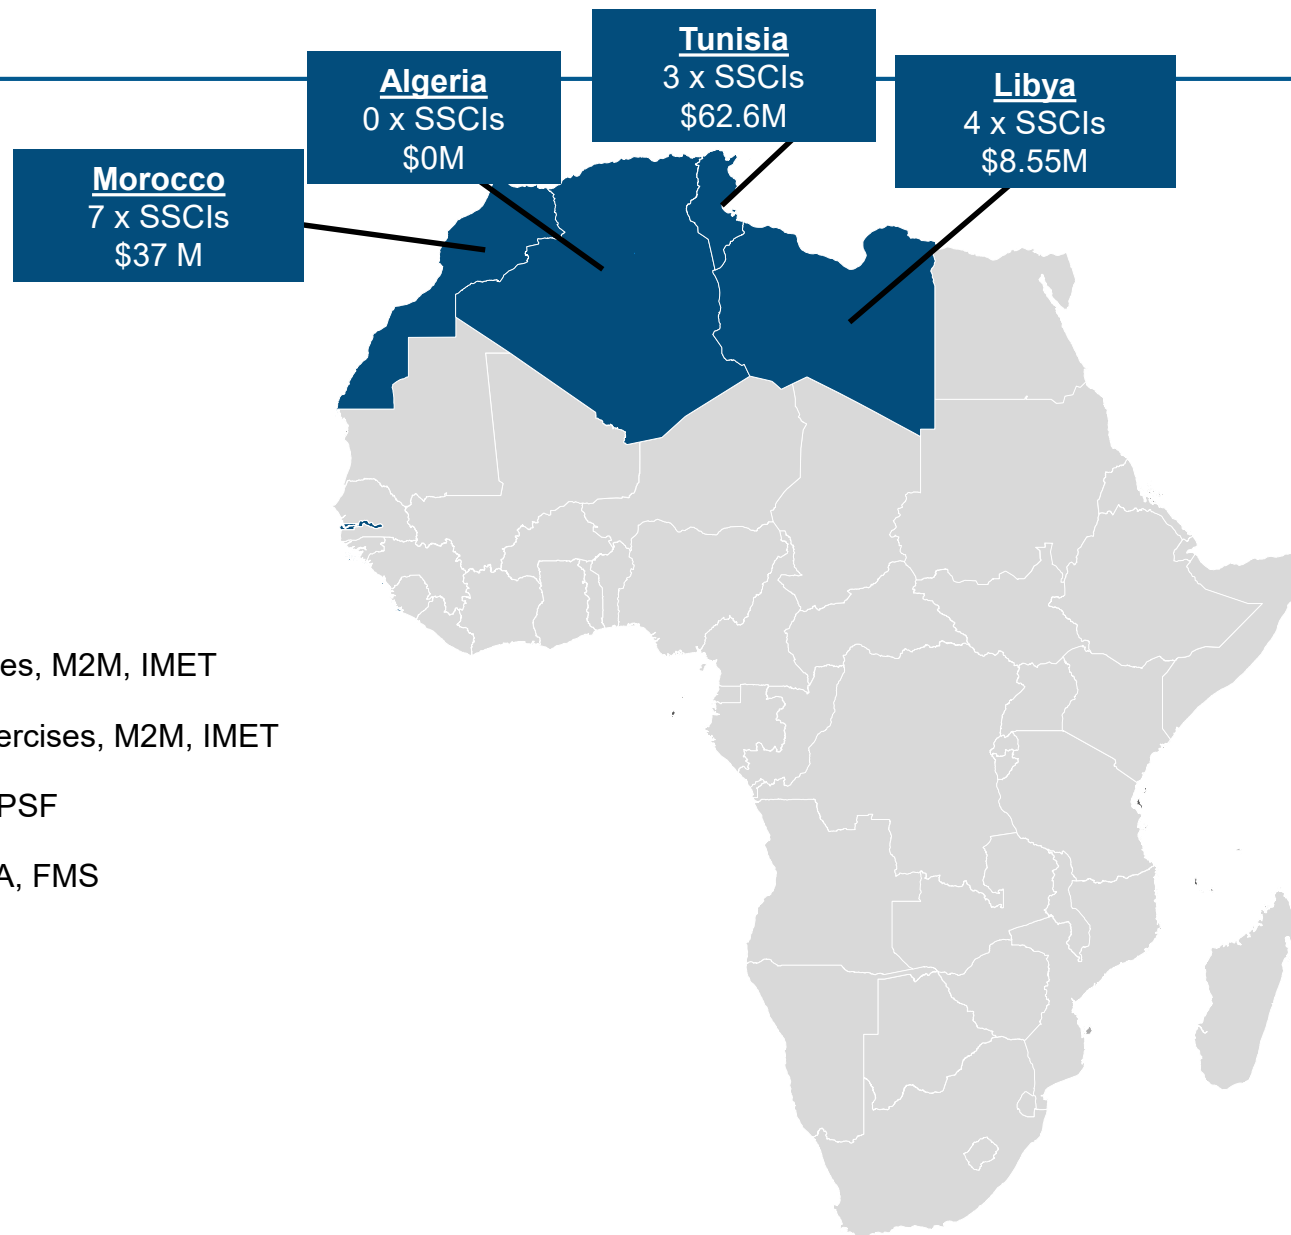 Tunisia
3 x SSCIs
$62.6M
Algeria
0 x SSCIs
$0M
Libya
4 x SSCIs
$8.55M
Morocco
7 x SSCIs
$37 M
es, M2M, IMET
ercises, M2M, IMET
PSF
A, FMS